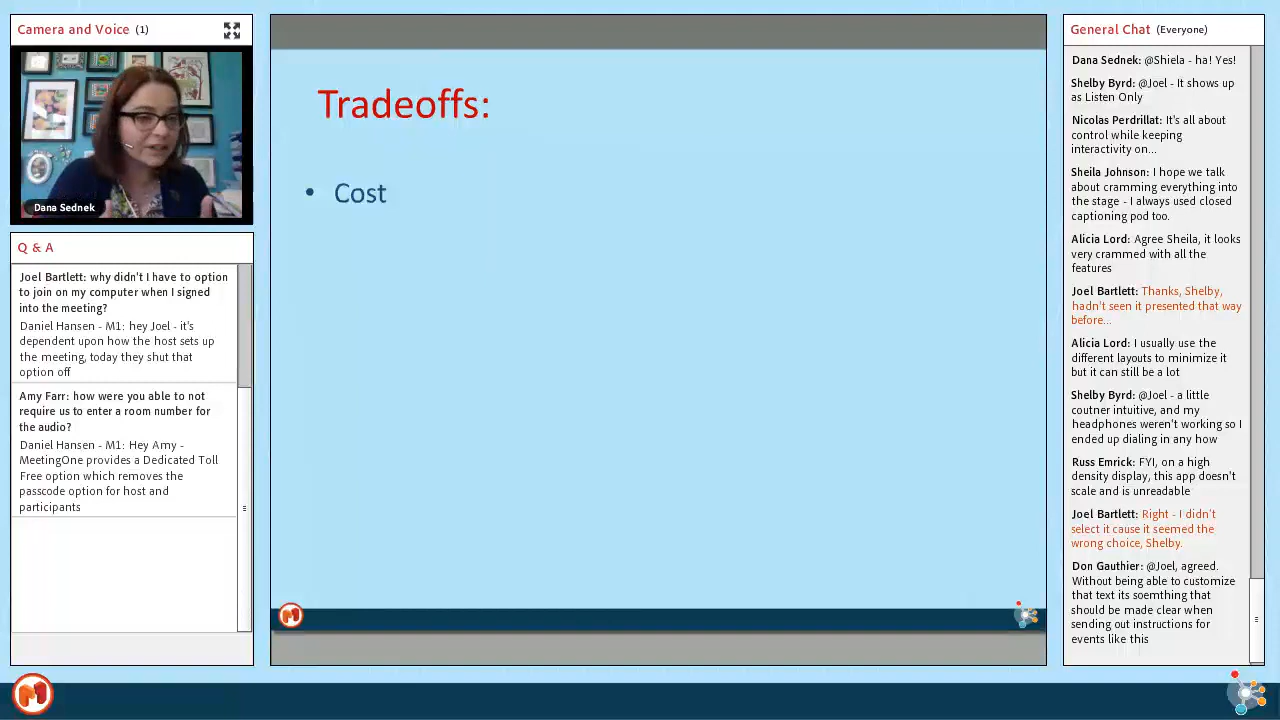 Camera and Voice (1)
Dana Sednek
Q & A
Joel Bartlett: why didn't I have to option
to join on my computer when I signed
into the meeting?
Daniel Hansen - M1: hey Joel - it's
dependent upon how the host sets up
the meeting, today they shut that
option off
Amy Farr: how were you able to not
require us to enter a room number for
the audio?
Daniel Hansen - M1: Hey Amy -
MeetingOne provides a Dedicated Toll
Free option which removes the
passcode option for host and
participants
Tradeoffs:
• Cost
General Chat (Everyone)
Dana Sednek: @Shiela - ha! Yes!
Shelby Byrd: @Joel - It shows up
as Listen Only
Nicolas Perdrillat: It's all about
control while keeping
interactivity on...
Sheila Johnson: I hope we talk
about cramming everything into
the stage - I always used closed
captioning pod too.
Alicia Lord: Agree Sheila, it looks
very crammed with all the
features
Joel Bartlett: Thanks, Shelby,
hadn't seen it presented that way
before...
Alicia Lord: I usually use the
different layouts to minimize it
but it can still be a lot
Shelby Byrd: @Joel - a little
coutner intuitive, and my
headphones weren't working so I
ended up dialing in any how
Russ Emrick: FYI, on a high
density display, this app doesn't
scale and is unreadable
Joel Bartlett: Right - I didn't
select it cause it seemed the
wrong choice, Shelby.
Don Gauthier: @Joel, agreed.
Without being able to customize
that text its soemthing that
should be made clear when
sending out instructions for
events like this